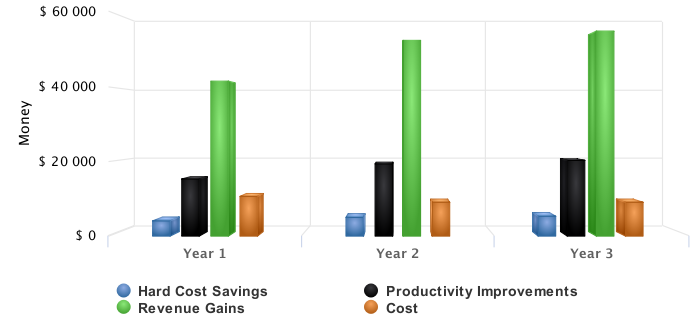 $ 60 000
$ 40 000
Money
$ 20 000
$ 0
Year 1 Year 2 Year 3
Hard Cost Savings Productivity Improvements
Revenue Gains Cost